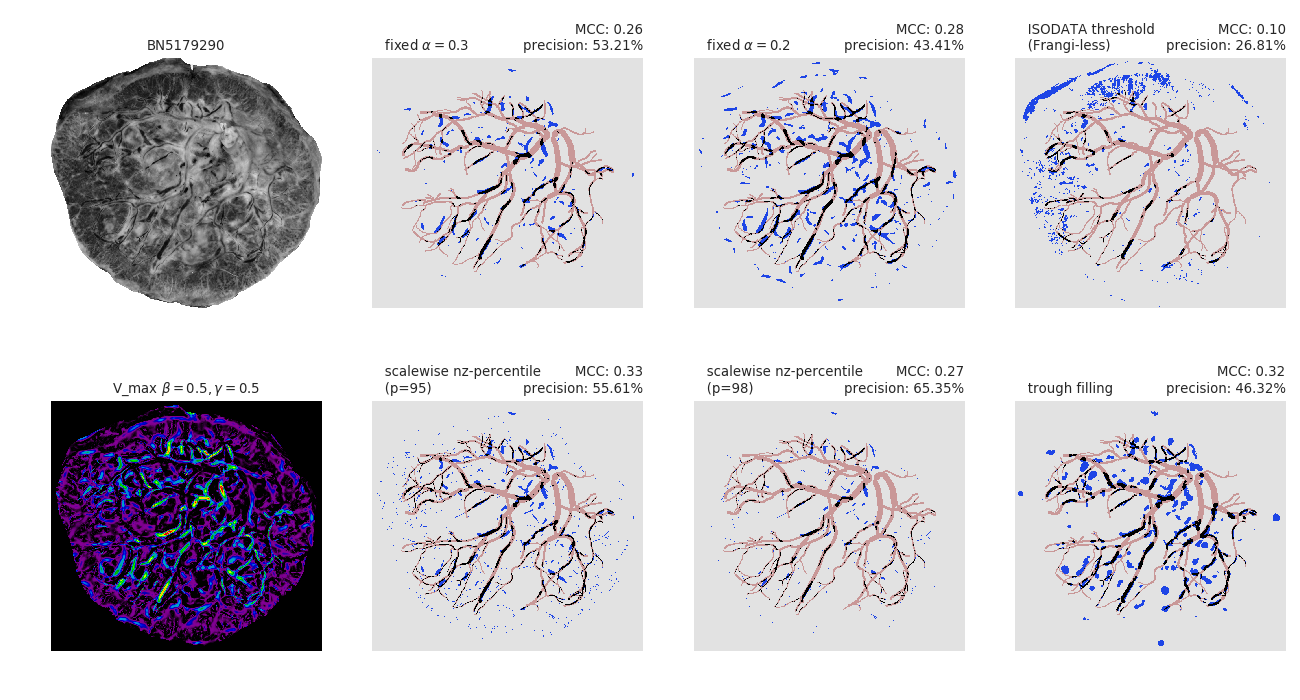 BN5179290
fixed α = 0.3
MCC: 0.26
precision: 53.21%
fixed α = 0.2
MCC: 0.28
precision: 43.41%
ISODATA threshold
(Frangi-less)
MCC: 0.10
precision: 26.81%
V_max β = 0.5, γ = 0.5
scalewise nz-percentile
(p=95)
MCC: 0.33
precision: 55.61%
scalewise nz-percentile
(p=98)
MCC: 0.27
precision: 65.35%
trough filling
MCC: 0.32
precision: 46.32%